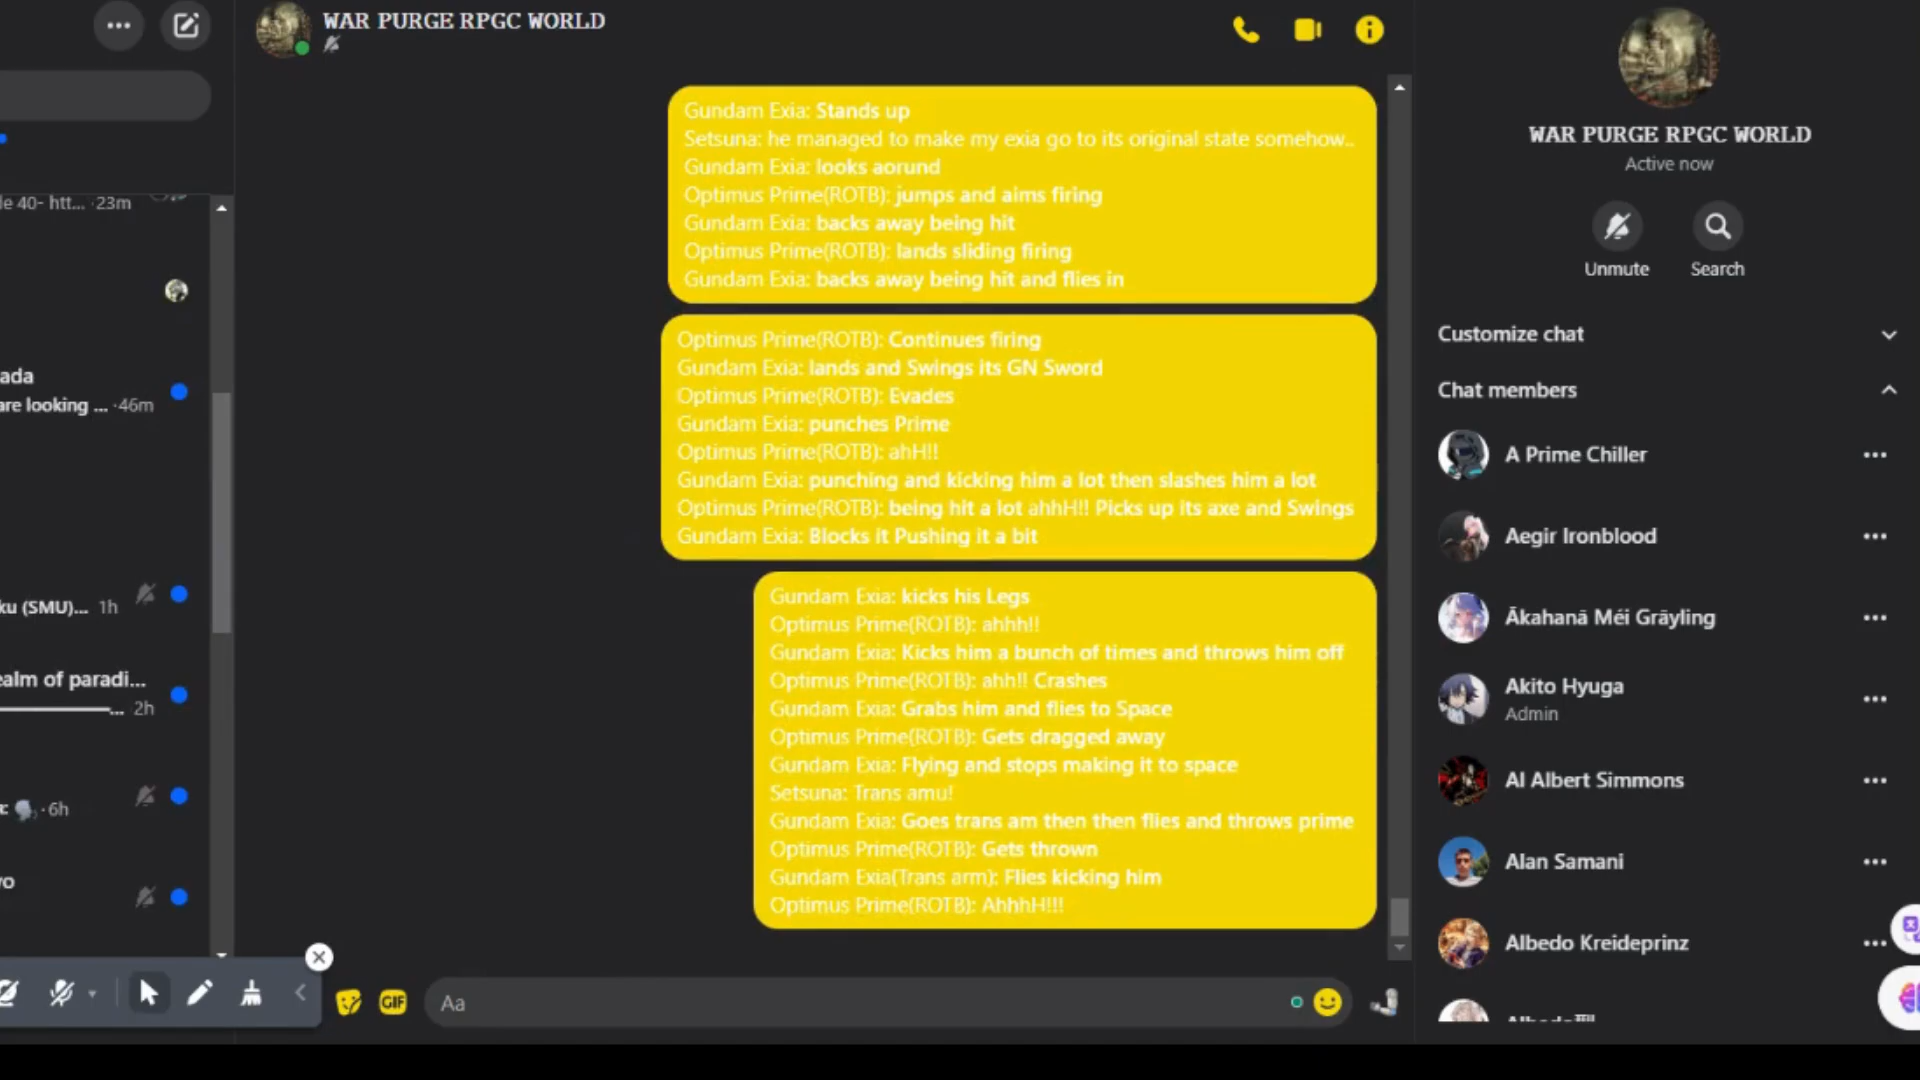 WAR PURGE RPGC WORLD
le 40- htt... · 23m
ada
are looking ... · 46m
ku (SMU)... 1h
ealm of paradi...
... 2h
· 6h
vo
Gundam Exia: Stands up
Setsuna: he managed to make my exia go to its original state somehow..
Gundam Exia: looks aorund
Optimus Prime(ROTB): jumps and aims firing
Gundam Exia: backs away being hit
Optimus Prime(ROTB): lands sliding firing
Gundam Exia: backs away being hit and flies in
Optimus Prime(ROTB): Continues firing
Gundam Exia: lands and Swings its GN Sword
Optimus Prime(ROTB): Evades
Gundam Exia: punches Prime
Optimus Prime(ROTB): ahH!!
Gundam Exia: punching and kicking him a lot then slashes him a lot
Optimus Prime(ROTB): being hit a lot ahhH!! Picks up its axe and Swings
Gundam Exia: Blocks it Pushing it a bit
Gundam Exia: kicks his Legs
Optimus Prime(ROTB): ahhh!!
Gundam Exia: Kicks him a bunch of times and throws him off
Optimus Prime(ROTB): ahh!! Crashes
Gundam Exia: Grabs him and flies to Space
Optimus Prime(ROTB): Gets dragged away
Gundam Exia: Flying and stops making it to space
Setsuna: Trans amu!
Gundam Exia: Goes trans am then then flies and throws prime
Optimus Prime(ROTB): Gets thrown
Gundam Exia(Trans arm): Flies kicking him
Optimus Prime(ROTB): AhhhH!!!
GIF
Aa
WAR PURGE RPGC WORLD
Active now
Unmute
Search
Customize chat
Chat members
A Prime Chiller
Aegir Ironblood
Ākahanā Méi Grāyling
Akito Hyuga
Admin
Al Albert Simmons
Alan Samani
Albedo Kreideprinz